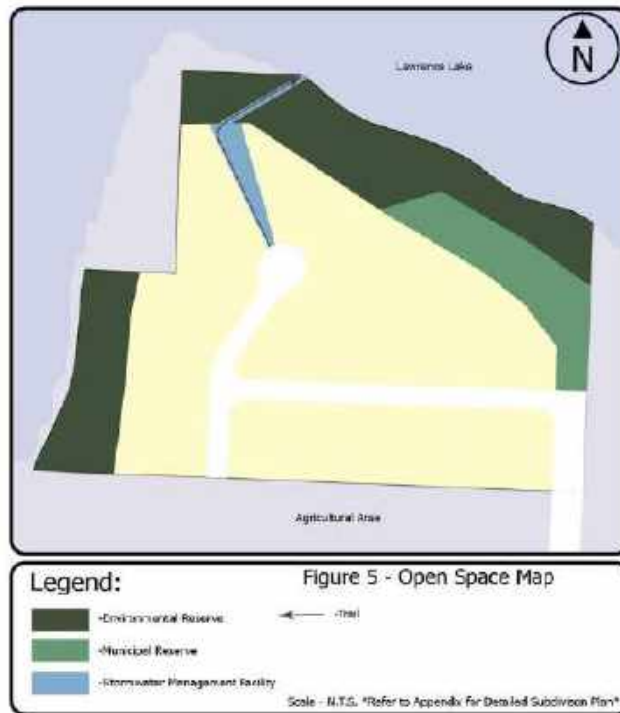 N
Lawrence Lake
Agricultural Area
Legend:
Figure 5 - Open Space Map
-Environmental Reserve
-Trail
-Municipal Reserve
-Stormwater Management Facility
Scale - N.T.S. *Refer to Appendix for Detailed Subdivison Plan*